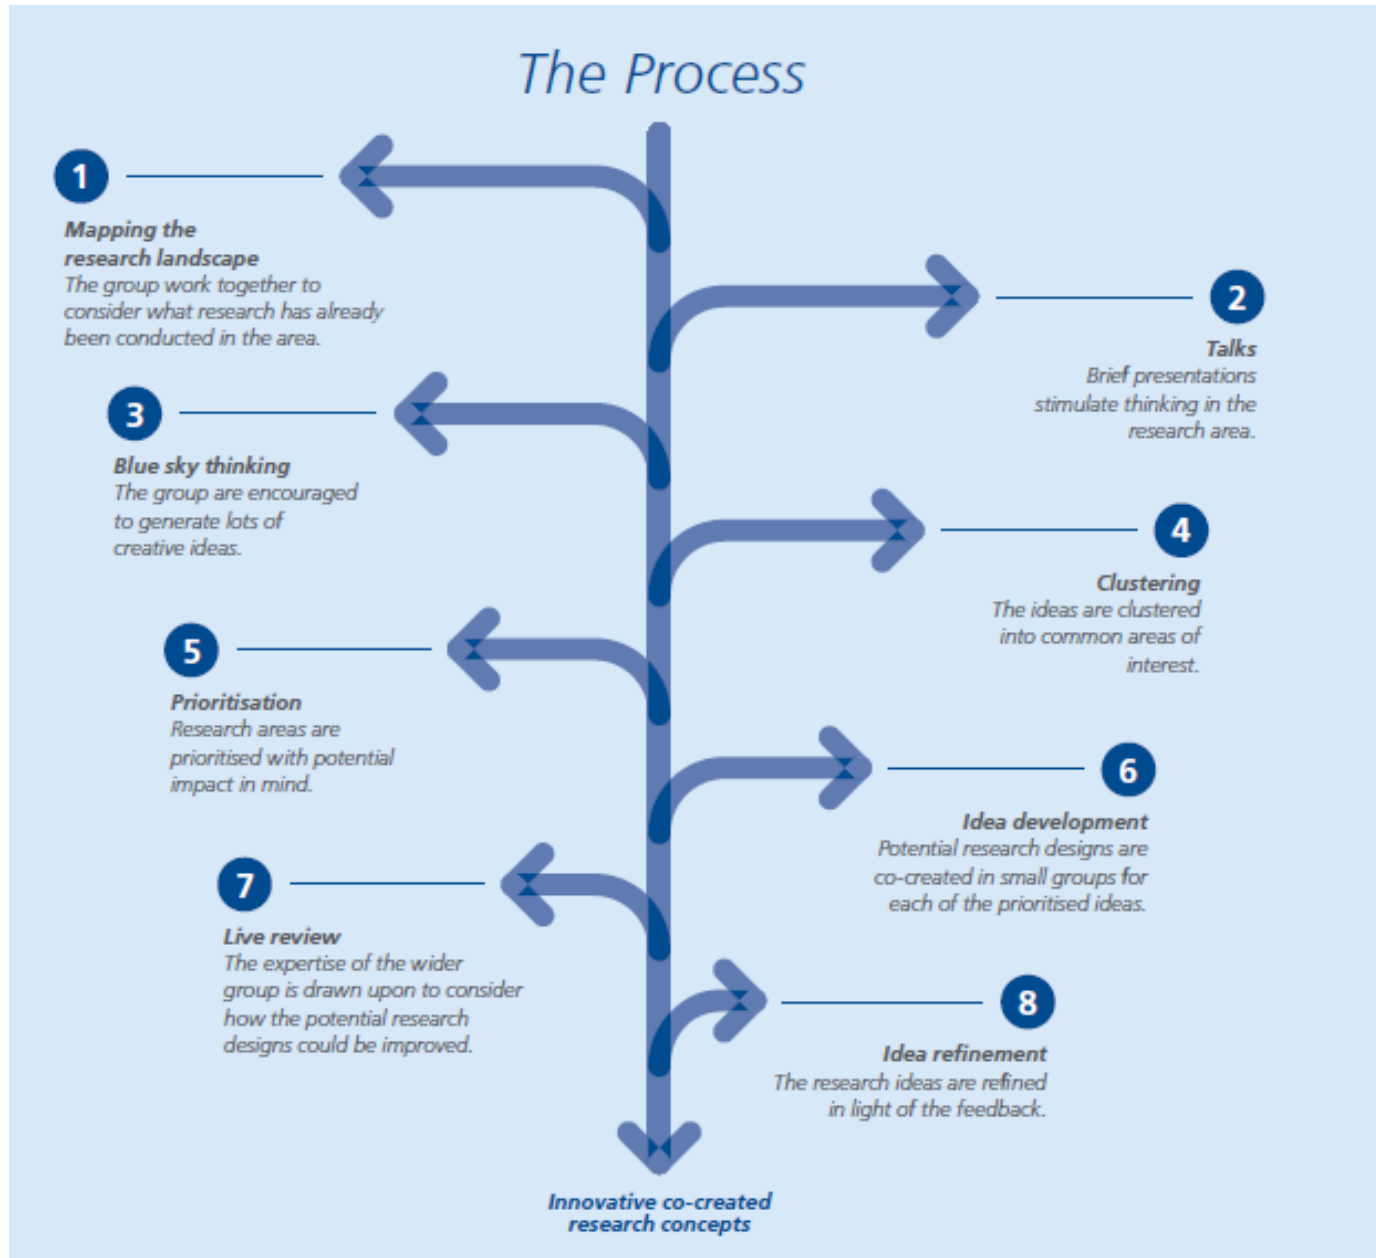 The Process
1
Mapping the
research landscape
The group work together to
consider what research has already
been conducted in the area.
2
Talks
Brief presentations
stimulate thinking in the
research area.
3
Blue sky thinking
The group are encouraged
to generate lots of
creative ideas.
4
Clustering
The ideas are clustered
into common areas of
interest.
5
Prioritisation
Research areas are
prioritised with potential
impact in mind.
6
Idea development
Potential research designs are
co-created in small groups for
each of the prioritised ideas.
7
Live review
The expertise of the wider
group is drawn upon to consider
how the potential research
designs could be improved.
8
Idea refinement
The research ideas are refined
in light of the feedback.
Innovative co-created
research concepts